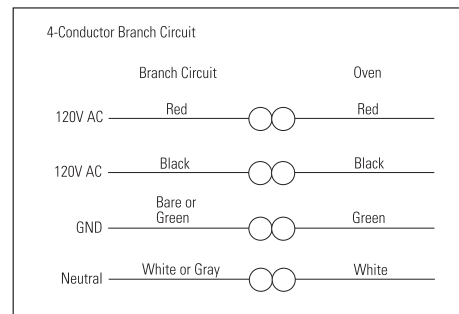 4-Conductor Branch Circuit
Branch Circuit Oven
120V AC Red Red
120V AC Black Black
Bare or
Green
GND Green
Neutral White or Gray White